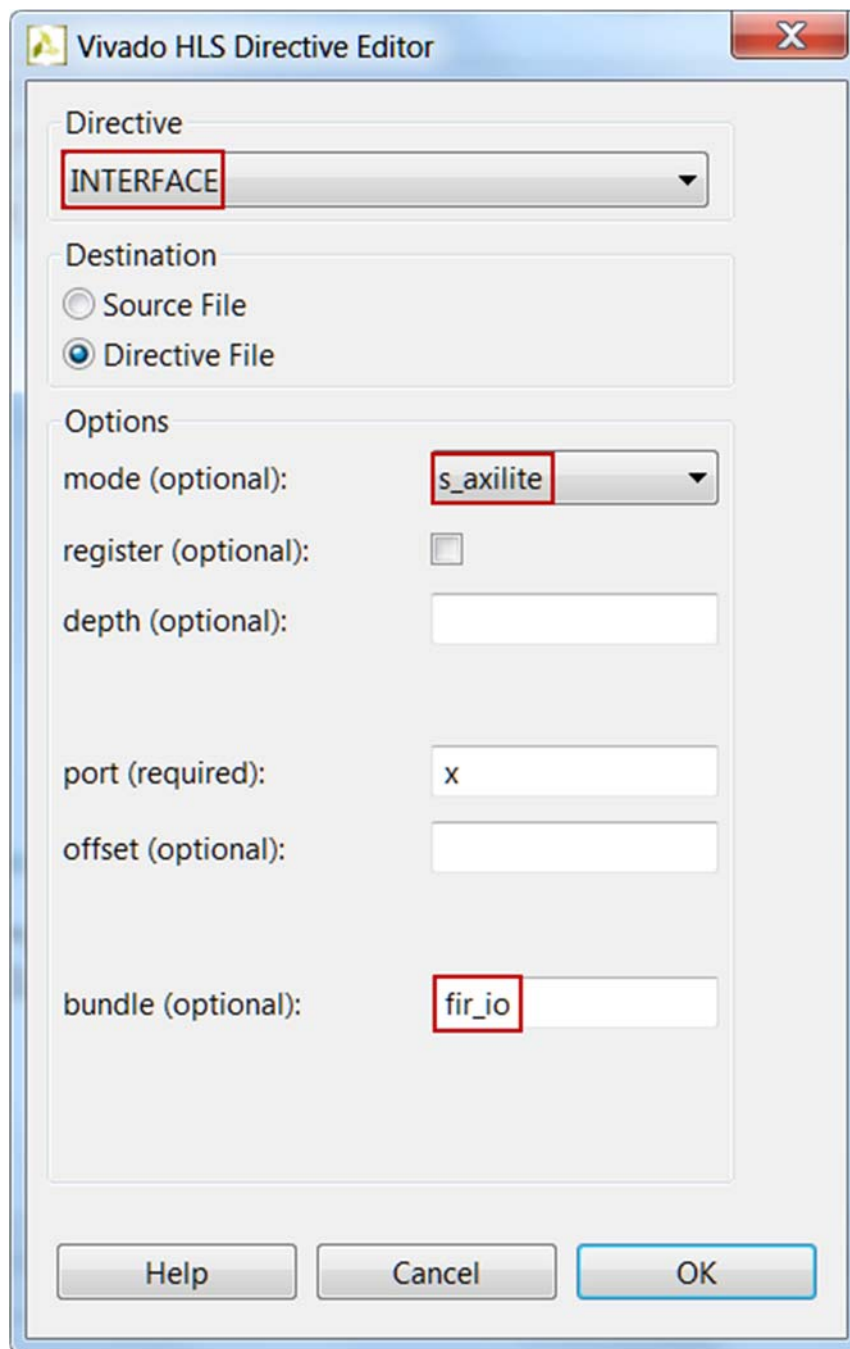 Vivado HLS Directive Editor
Directive
INTERFACE
Destination
Source File
Directive File
Options
mode (optional): s_axilite
register (optional):
depth (optional):
port (required): x
offset (optional):
bundle (optional): fir_io
Help Cancel OK